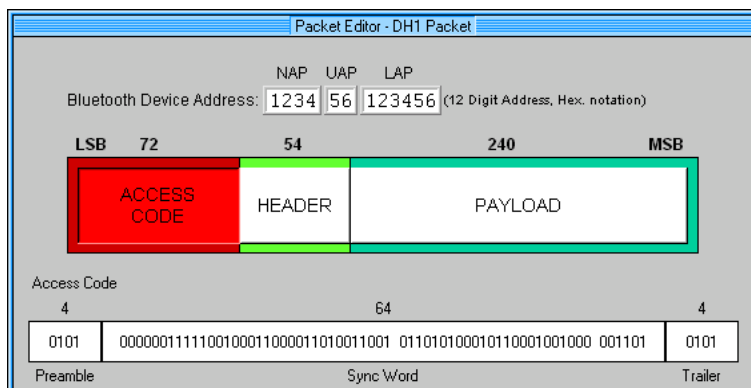 Packet Editor - DH1 Packet
NAP UAP LAP
Bluetooth Device Address: 1234 56 123456 (12 Digit Address, Hex. notation)
LSB 72 54 240 MSB
ACCESS CODE HEADER PAYLOAD
Access Code
4 64 4
0101 0000001111100100011000011010011001 0110101000101100010010000 001101 0101
Preamble Sync Word Trailer